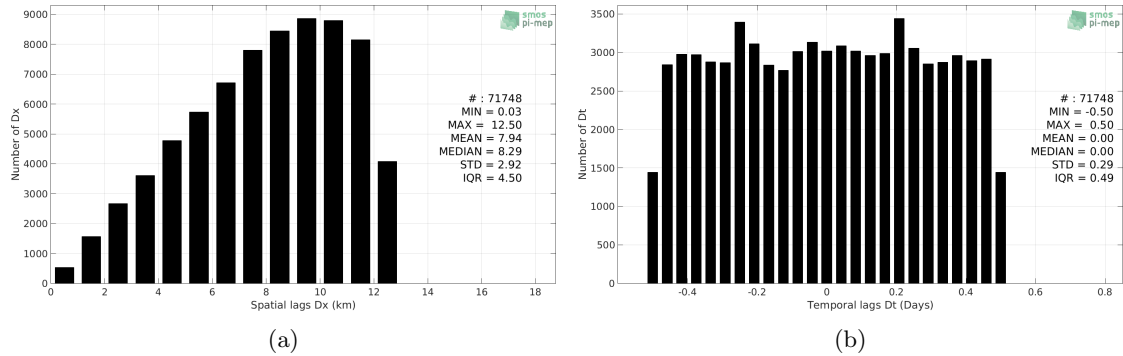 9000
8000
7000
6000
5000
4000
3000
2000
1000
0
Number of Dx
smos
pi-mep
# : 71748
MIN = 0.03
MAX = 12.50
MEAN = 7.94
MEDIAN = 8.29
STD = 2.92
IQR = 4.50
0 2 4 6 8 10 12 14 16 18
Spatial lags Dx (km)
(a)
3500
3000
2500
2000
1500
1000
500
0
Number of Dt
smos
pi-mep
# : 71748
MIN = -0.50
MAX = 0.50
MEAN = 0.00
MEDIAN = 0.00
STD = 0.29
IQR = 0.49
-0.4 -0.2 0 0.2 0.4 0.6 0.8
Temporal lags Dt (Days)
(b)